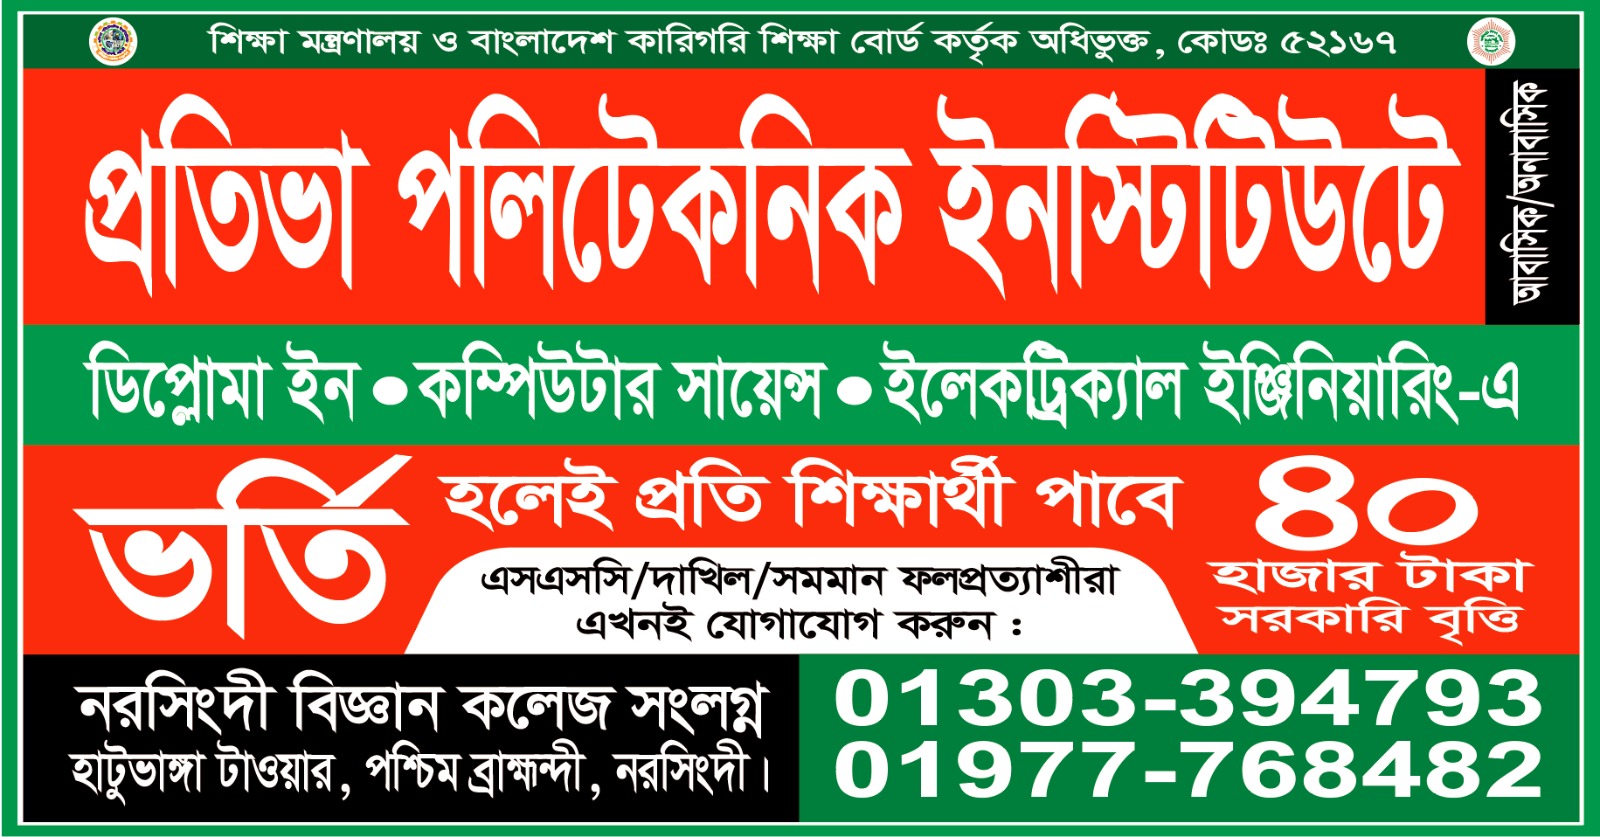 শিক্ষা মন্ত্রণালয় ও বাংলাদেশ কারিগরি শিক্ষা বোর্ড কর্তৃক অধিভুক্ত, কোডঃ ৫২১৬৭
প্রতিভা পলিটেকনিক ইনস্টিটিউটে
আবাসিক/অনাবাসিক
ডিপ্লোমা ইন ● কম্পিউটার সায়েন্স ● ইলেকট্রিক্যাল ইঞ্জিনিয়ারিং-এ
ভর্তি হলেই প্রতি শিক্ষার্থী পাবে ৪০
হাজার টাকা
সরকারি বৃত্তি
এসএসসি/দাখিল/সমমান ফলপ্রত্যাশীরা
এখনই যোগাযোগ করুন :
নরসিংদী বিজ্ঞান কলেজ সংলগ্ন
হাটুভাঙ্গা টাওয়ার, পশ্চিম ব্রাহ্মন্দী, নরসিংদী।
01303-394793
01977-768482